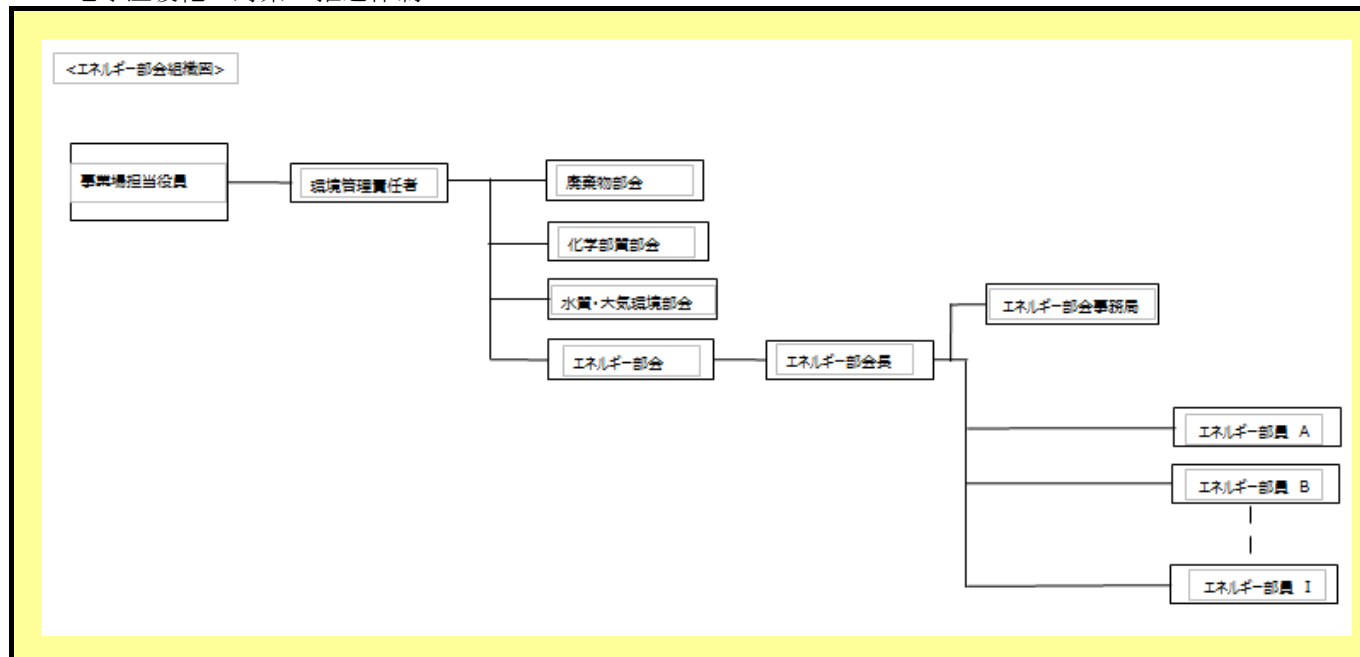 <エネルギー部会組織図>
事業場担当役員
環境管理責任者
廃棄物部会
化学部質部会
水質・大気環境部会
エネルギー部会
エネルギー部会長
エネルギー部会事務局
エネルギー部員 A
エネルギー部員 B
エネルギー部員 I